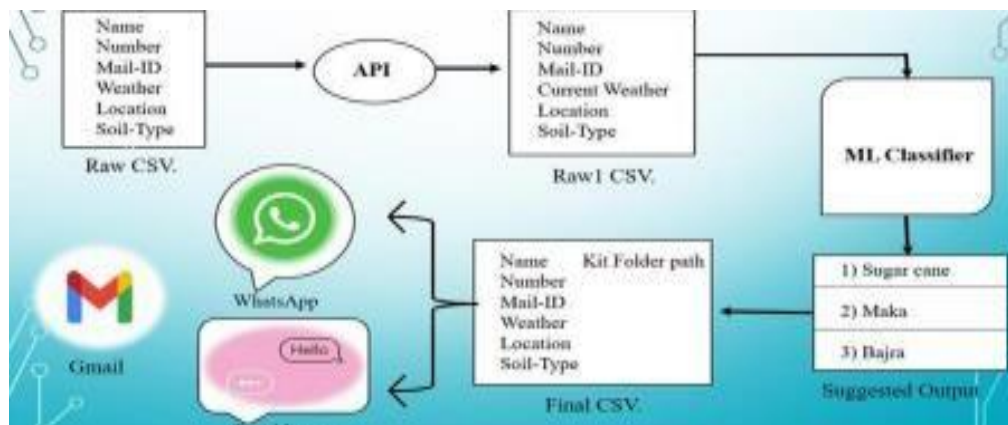 Name
Number
Mail-ID
Weather
Location
Soil-Type
Raw CSV.
API
Name
Number
Mail-ID
Current Weather
Location
Soil-Type
Raw1 CSV.
ML Classifier
1) Sugar cane
2) Maka
3) Bajra
Suggested Output
Name Kit Folder path
Number
Mail-ID
Weather
Location
Soil-Type
Final CSV.
WhatsApp
Hello
Gmail